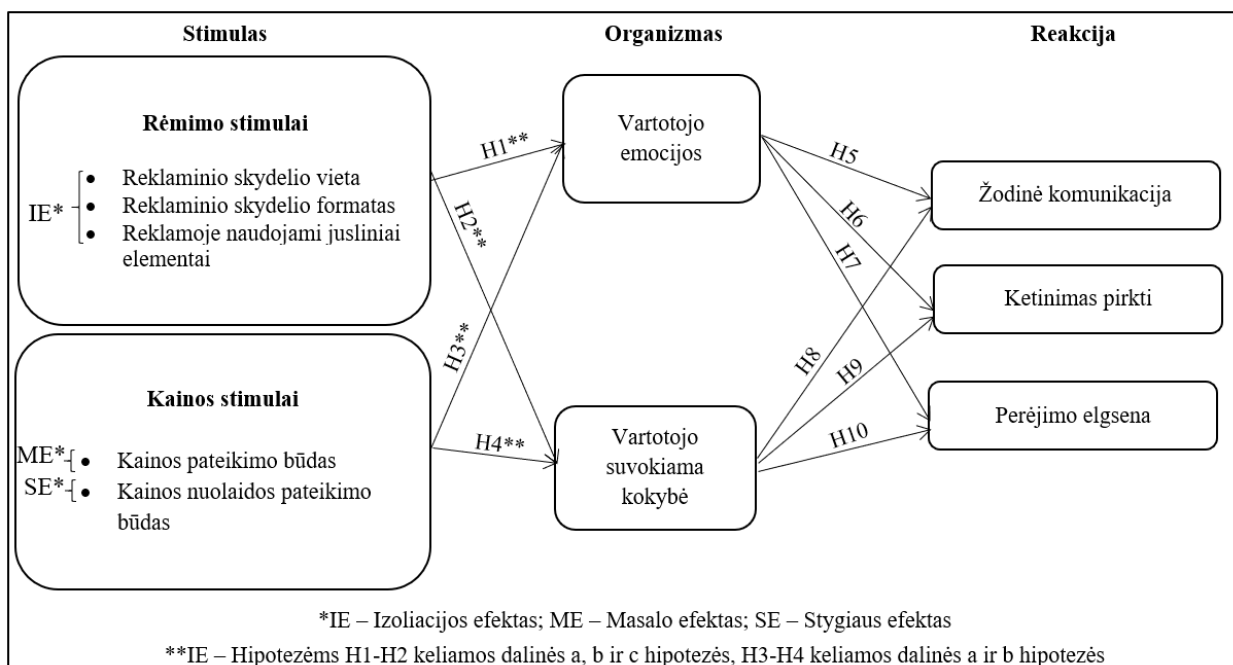 Stimulas
Organizmas
Reakcija
Rėmimo stimulai
IE*
• Reklaminio skydelio vieta
• Reklaminio skydelio formatas
• Reklamoje naudojami jusliniai
elementai
Kainos stimulai
ME*
• Kainos pateikimo būdas
SE*
• Kainos nuolaidos pateikimo
būdas
H1**
H2**
H3**
H4**
Vartotojo
emocijos
Vartotojo
suvokiama
kokybė
H5
H6
H7
H8
H9
H10
Žodinė komunikacija
Ketinimas pirkti
Perėjimo elgsena
*IE – Izoliacijos efektas; ME – Masalo efektas; SE – Stygiaus efektas
**IE – Hipotezėms H1-H2 keliamos dalinės a, b ir c hipotezės, H3-H4 keliamos dalinės a ir b hipotezės